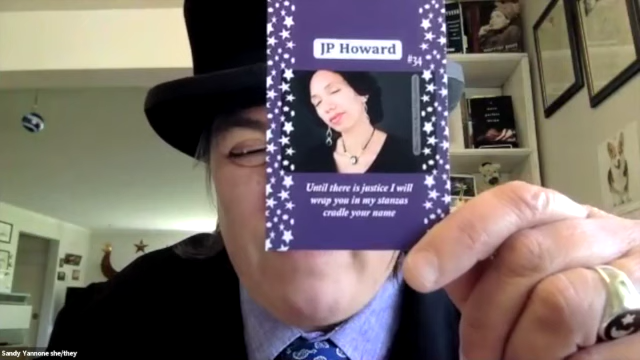 JP Howard
#34
Until there is justice I will
wrap you in my stanzas
cradle your name
Sandy Yannone she/they